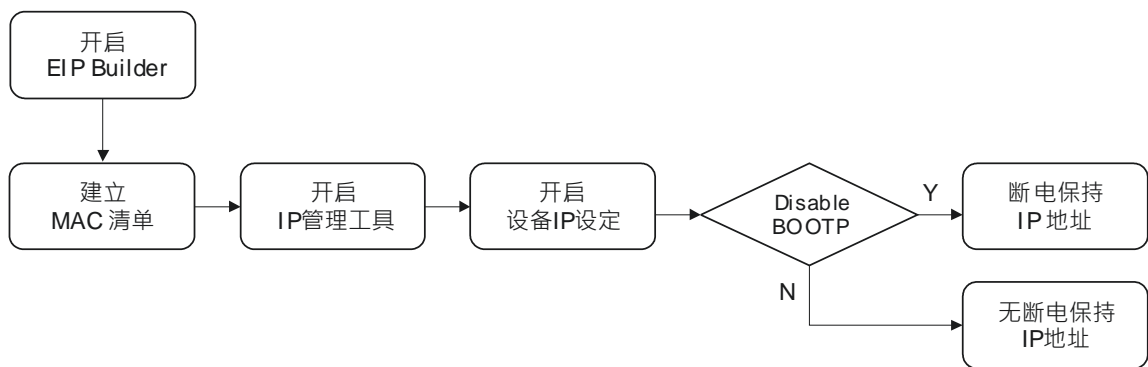 开启
EIP Builder
建立
MAC 清单
开启
IP管理工具
开启
设备IP设定
Disable
BOOTP
Y
断电保持
IP 地址
N
无断电保持
IP地址